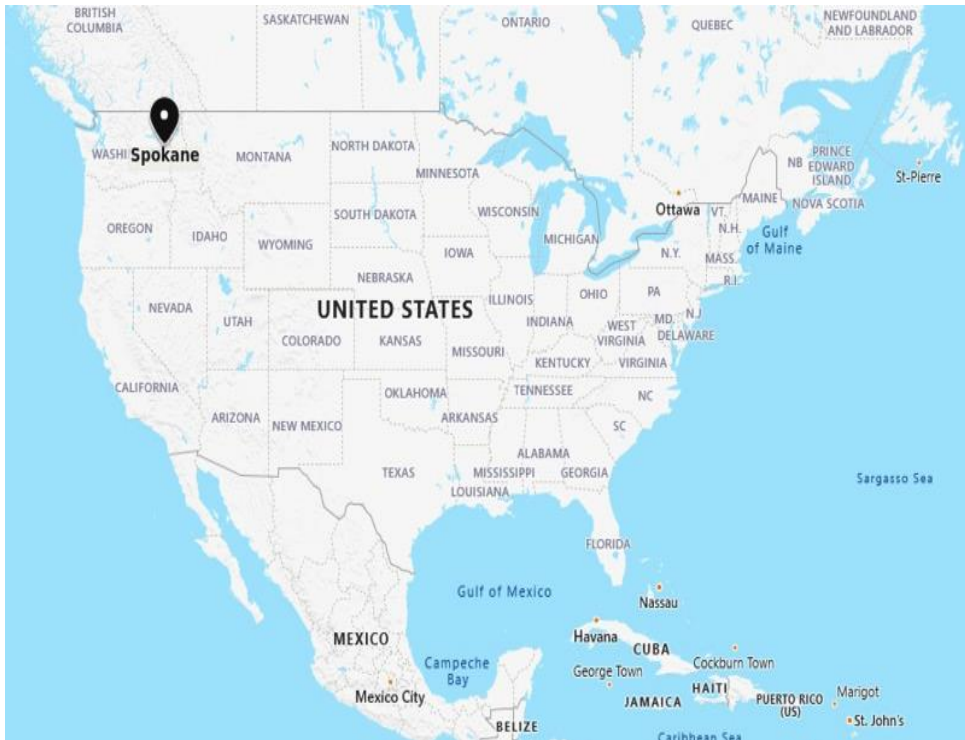 BRITISH
COLUMBIA
SASKATCHEWAN
ONTARIO
QUEBEC
NEWFOUNDLAND
AND LABRADOR
WASHI
Spokane
MONTANA
NORTH DAKOTA
MINNESOTA
NB
PRINCE
EDWARD
ISLAND
St-Pierre
OREGON
IDAHO
WYOMING
SOUTH DAKOTA
WISCONSIN
MICHIGAN
Ottawa
VT.
N.H.
MAINE
NOVA SCOTIA
Gulf
of Maine
IOWA
N.Y.
MASS.
R.I.
NEBRASKA
NEVADA
UTAH
UNITED STATES
ILLINOIS
INDIANA
OHIO
PA
N.J
MD.
DELAWARE
COLORADO
KANSAS
MISSOURI
WEST
VIRGINIA
KENTUCKY
VIRGINIA
CALIFORNIA
ARIZONA
NEW MEXICO
OKLAHOMA
ARKANSAS
TENNESSEE
NC
SC
TEXAS
ALABAMA
MISSISSIPPI
GEORGIA
LOUISIANA
Sargasso Sea
FLORIDA
Gulf of Mexico
Nassau
MEXICO
Havana
CUBA
Campeche
Bay
George Town
Cockburn Town
Mexico City
HAITI
JAMAICA
PUERTO RICO
(US)
Marigot
St. John's
BELIZE
Caribbean Sea